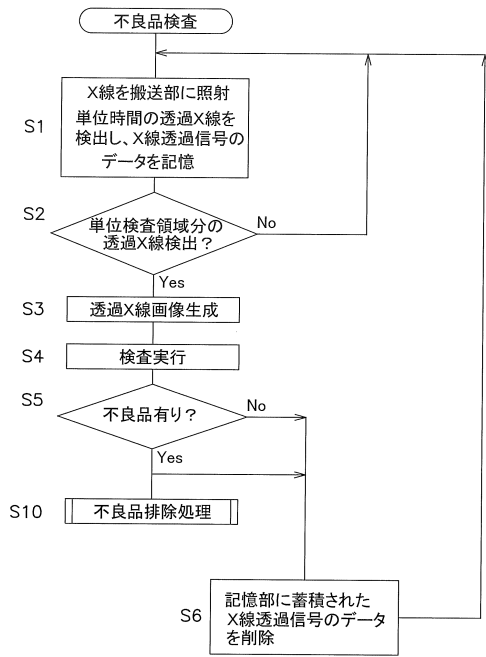 不良品検査
S1
X線を搬送部に照射
単位時間の透過X線を
検出し、X線透過信号の
データを記憶
S2
単位検査領域分の
透過X線検出？
No
Yes
S3
透過X線画像生成
S4
検査実行
S5
不良品有り？
No
Yes
S10
不良品排除処理
S6
記憶部に蓄積された
X線透過信号のデータ
を削除